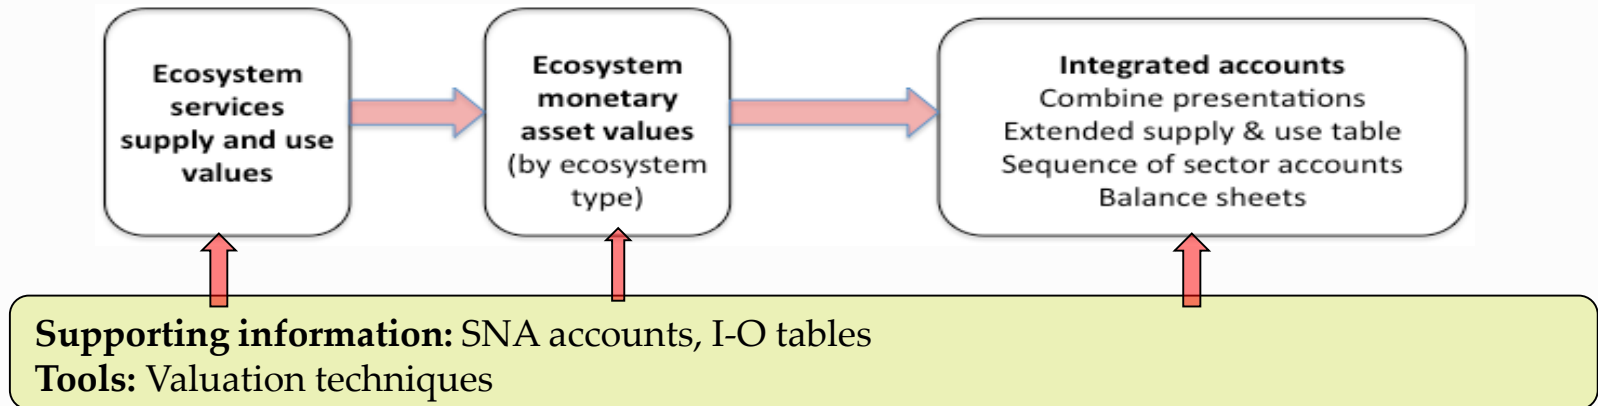 Ecosystem
services
supply and use
values
Ecosystem
monetary
asset values
(by ecosystem
type)
Integrated accounts
Combine presentations
Extended supply & use table
Sequence of sector accounts
Balance sheets
Supporting information: SNA accounts, I-O tables
Tools: Valuation techniques